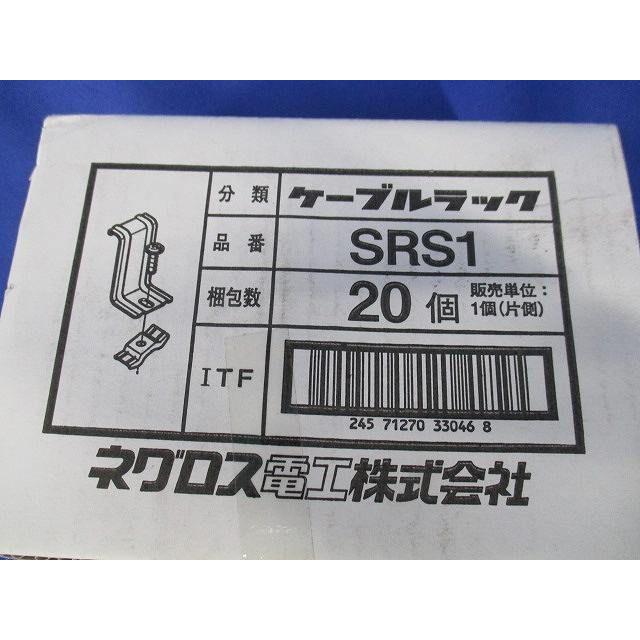 分類 ケーブルラック
品番 SRS1
梱包数 20個 販売単位：
1個(片側)
ITF
245 71270 33046 8
ネグロス電工株式会社